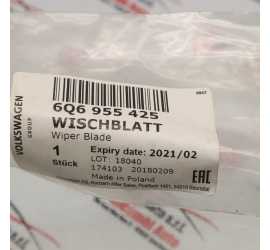 VOLKSWAGEN
GROUP
6Q6 955 425
WISCHBLATT
Wiper Blade
1
Stück
Expiry date: 2021/02
LOT: 18040
174103 20180209
Made in Poland